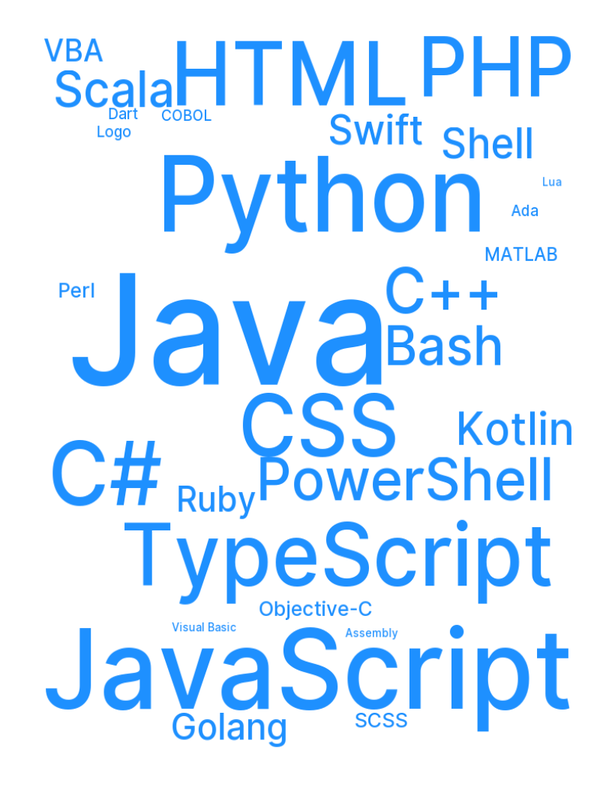 VBA
HTML
PHP
Scala
Dart
COBOL
Logo
Swift
Shell
Python
Lua
Ada
MATLAB
Perl
Java
C++
Bash
CSS
Kotlin
C#
PowerShell
Ruby
TypeScript
Objective-C
Visual Basic
Assembly
JavaScript
Golang
SCSS